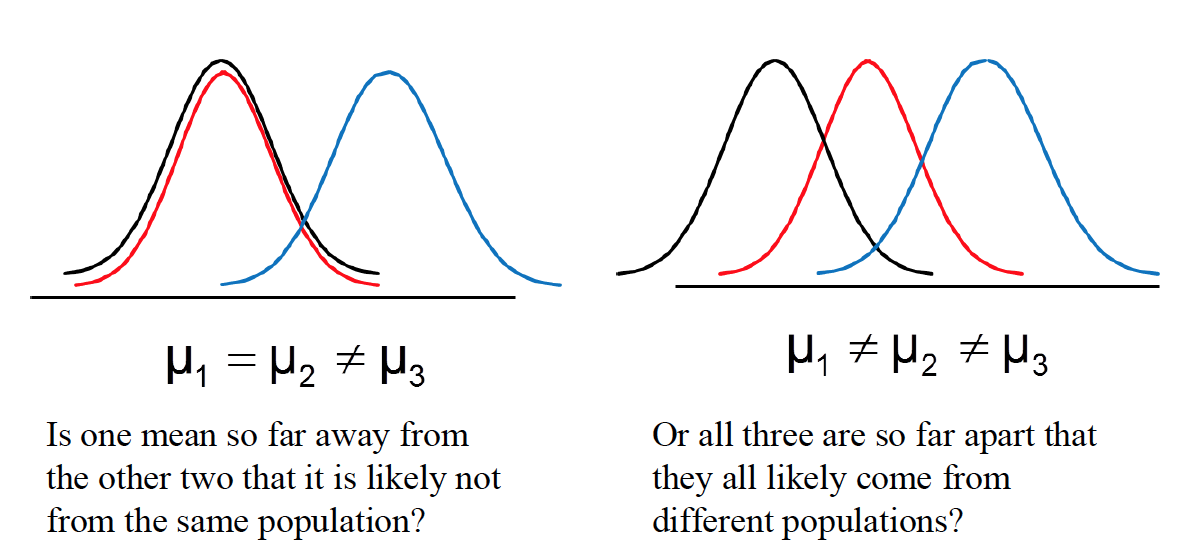 μ₁ = μ₂ ≠ μ₃
Is one mean so far away from
the other two that it is likely not
from the same population?
μ₁ ≠ μ₂ ≠ μ₃
Or all three are so far apart that
they all likely come from
different populations?